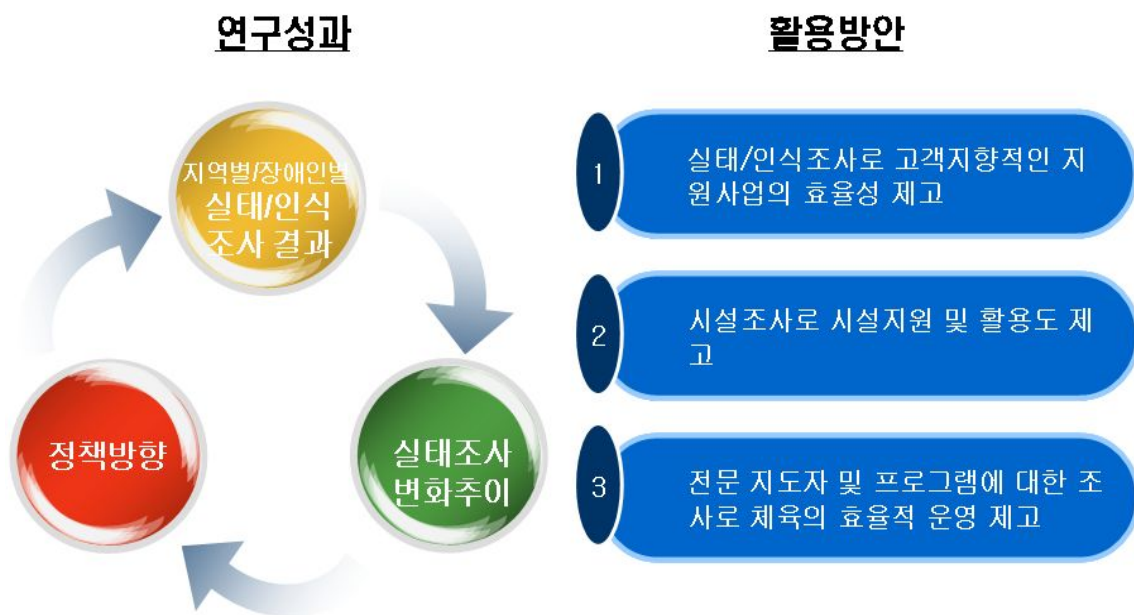 연구성과
지역별/장애인별
실태/인식
조사 결과
실태조사
변화추이
정책방향
활용방안
1
실태/인식조사로 고객지향적인 지
원사업의 효율성 제고
2
시설조사로 시설지원 및 활용도 제
고
3
전문 지도자 및 프로그램에 대한 조
사로 체육의 효율적 운영 제고